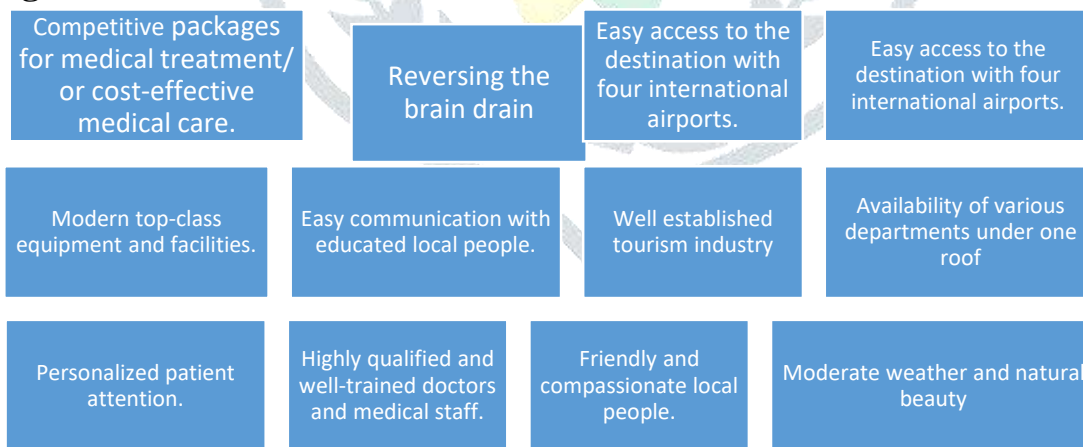 Competitive packages
for medical treatment/
or cost-effective
medical care.
Reversing the
brain drain
Easy access to the
destination with
four international
airports.
Easy access to the
destination with four
international airports.
Modern top-class
equipment and facilities.
Easy communication with
educated local people.
Well established
tourism industry
Availability of various
departments under one
roof
Personalized patient
attention.
Highly qualified and
well-trained doctors
and medical staff.
Friendly and
compassionate local
people.
Moderate weather and natural
beauty